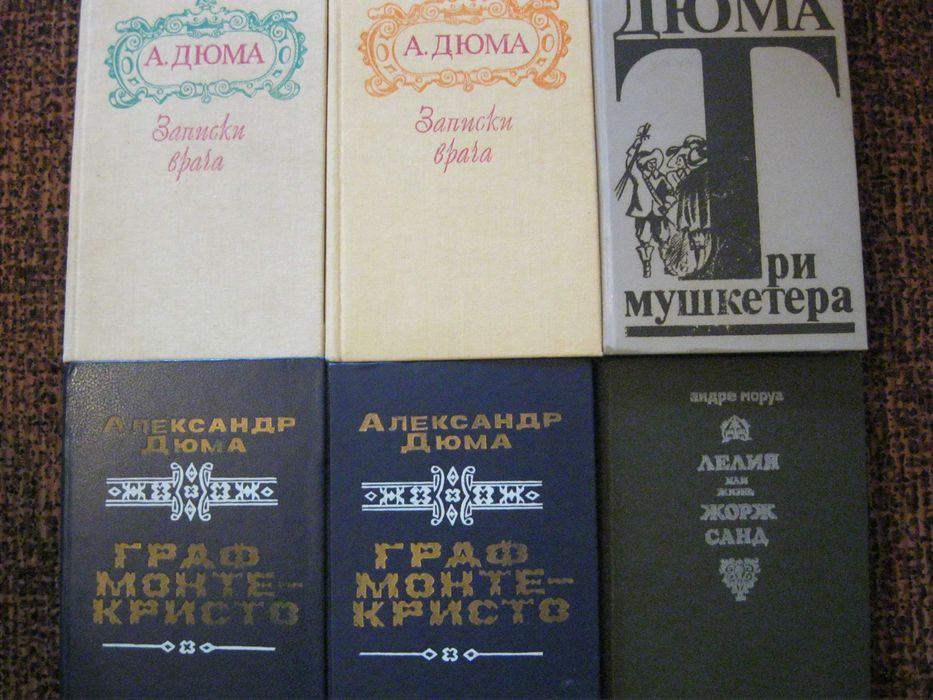 А. ДЮМА
Записки
врача
А. ДЮМА
Записки
врача
ДЮМА
Три
мушкетера
АЛЕКСАНДР
ДЮМА
ГРАФ
МОНТЕ-
КРИСТО
АЛЕКСАНДР
ДЮМА
ГРАФ
МОНТЕ-
КРИСТО
андре моруа
ЛЕЛИЯ
ИЛИ
ЖИЗНЬ
ЖОРЖ
САНД